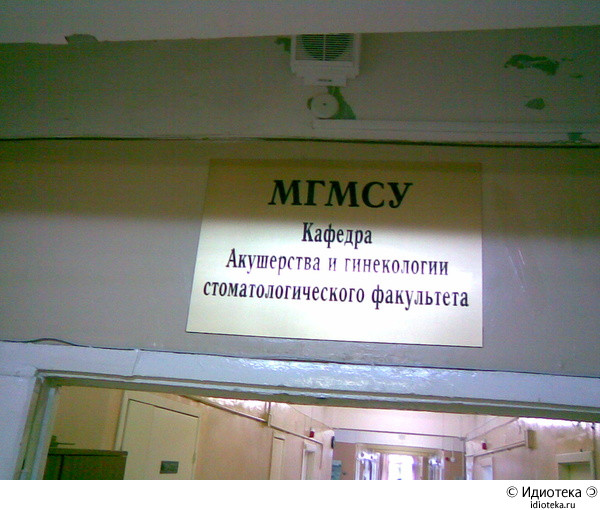 МГМСУ
Кафедра
Акушерства и гинекологии
стоматологического факультета
© Идиотека
idioteka.ru